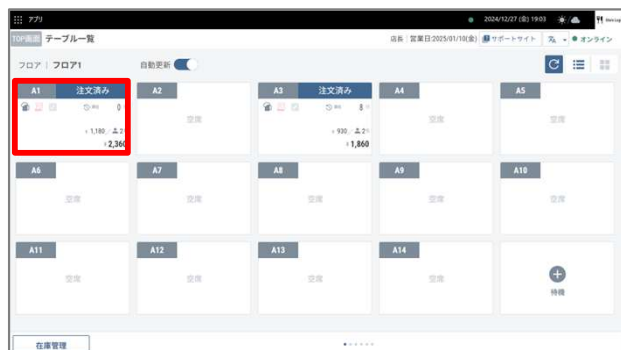 アプリ 2024/12/27 (金) 19:03
TOP画面 テーブル一覧 店長 営業日:2025/01/10(金) サポートサイト オンライン
フロア | フロア1 自動更新
A1 注文済み A2 A3 注文済み A4 A5
0 空席 8 空席 空席
1,180 / 2 930 / 2
2,360 1,860
A6 A7 A8 A9 A10
空席 空席 空席 空席 空席
A11 A12 A13 A14
空席 空席 空席 空席 待機
在庫管理